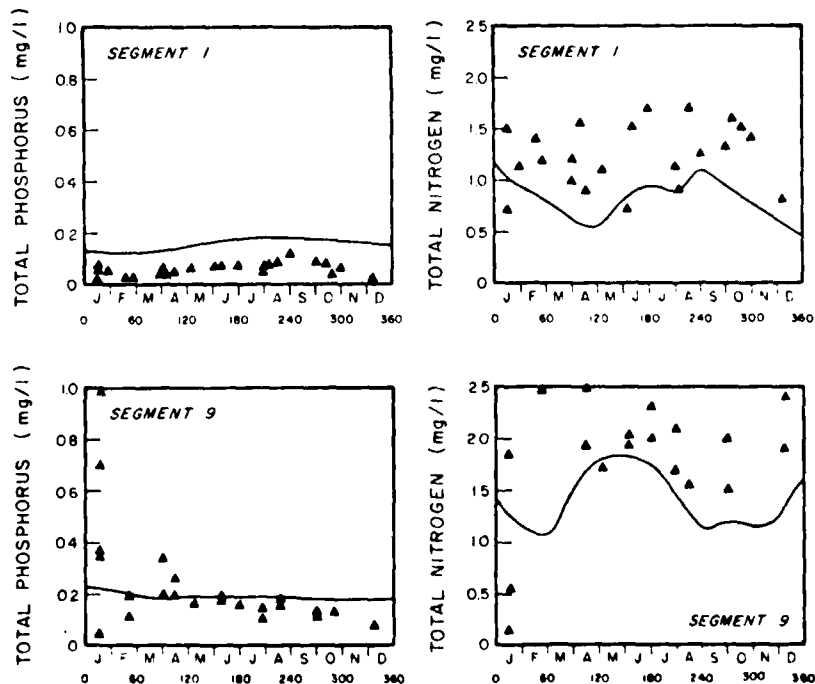 TOTAL PHOSPHORUS (mg/l)
1.0
0.8
0.6
0.4
0.2
0
SEGMENT 1
J F M A M J J A S O N D
0 60 120 180 240 300 360
TOTAL NITROGEN (mg/l)
2.5
2.0
1.5
1.0
0.5
0
SEGMENT 1
J F M A M J J A S O N D
0 60 120 180 240 300 360
TOTAL PHOSPHORUS (mg/l)
1.0
0.8
0.6
0.4
0.2
0
SEGMENT 9
J F M A M J J A S O N D
0 60 120 180 240 300 360
TOTAL NITROGEN (mg/l)
2.5
2.0
1.5
1.0
0.5
0
SEGMENT 9
J F M A M J J A S O N D
0 60 120 180 240 300 360